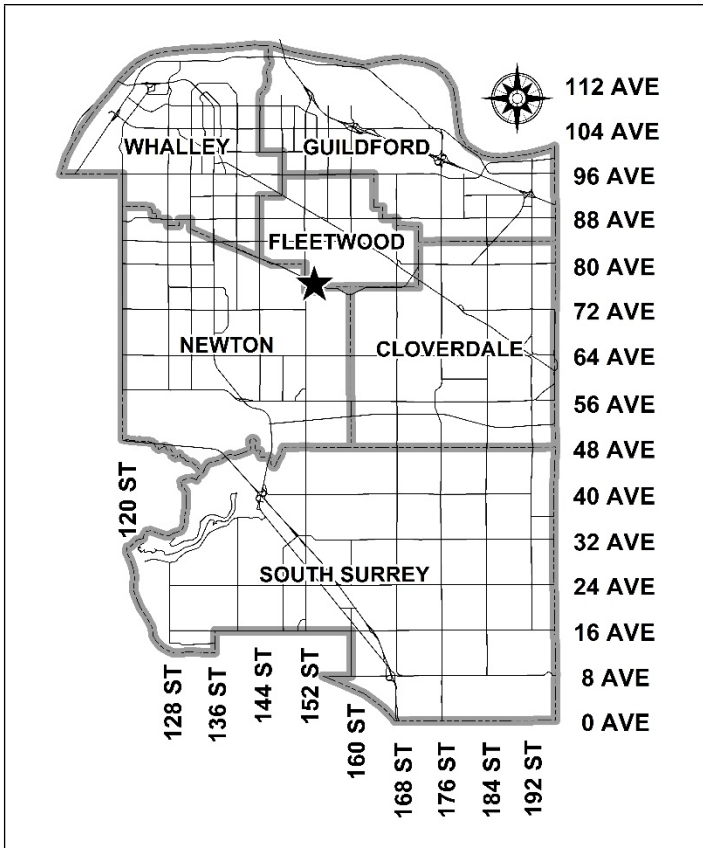 112 AVE
104 AVE
WHALLEY
GUILDFORD
96 AVE
88 AVE
FLEETWOOD
80 AVE
72 AVE
NEWTON
CLOVERDALE
64 AVE
56 AVE
48 AVE
120 ST
40 AVE
32 AVE
SOUTH SURREY
24 AVE
16 AVE
8 AVE
0 AVE
128 ST
136 ST
144 ST
152 ST
160 ST
168 ST
176 ST
184 ST
192 ST